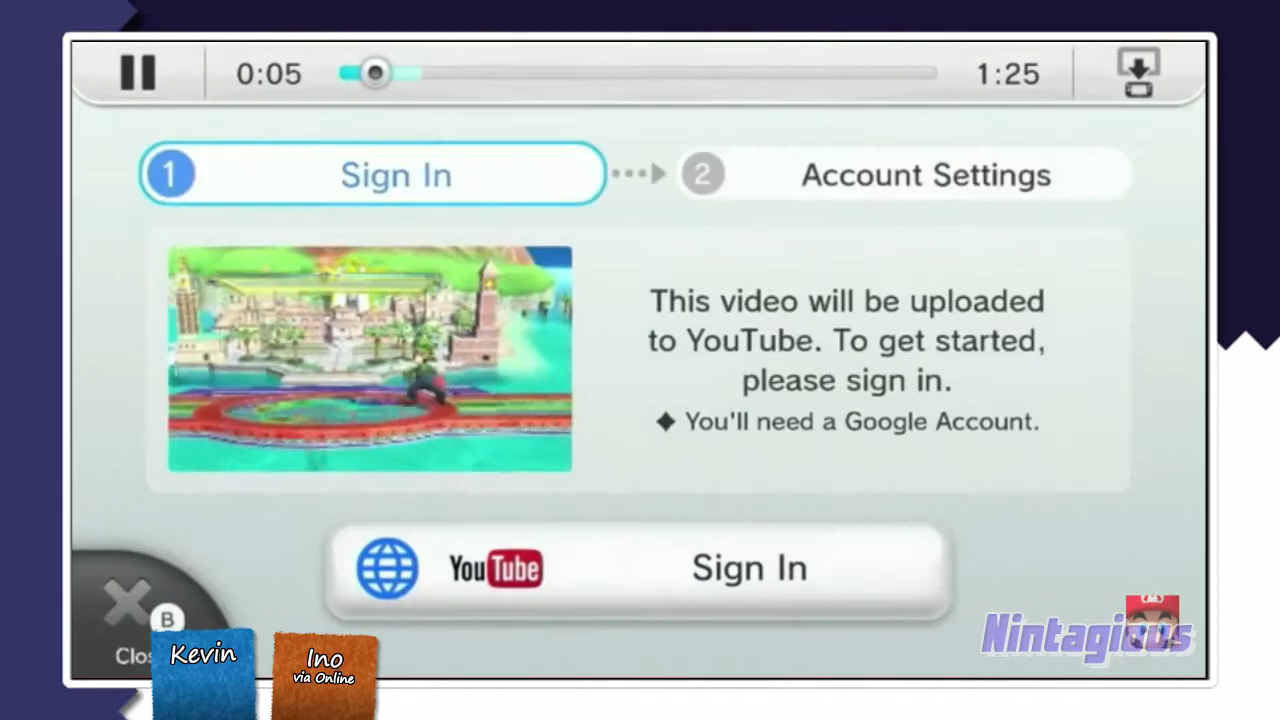 0:05
1:25
1
Sign In
2
Account Settings
This video will be uploaded
to YouTube. To get started,
please sign in.
◆ You'll need a Google Account.
YouTube
Sign In
B
Clos
Kevin
Ino
via Online
Nintagious
M